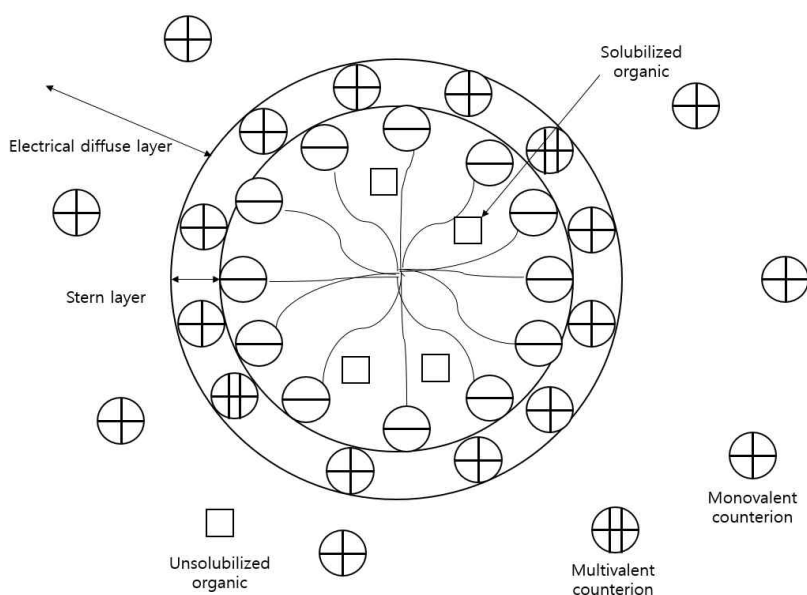 Solubilized
organic
Electrical diffuse layer
Stern layer
Monovalent
counterion
Unsolubilized
organic
Multivalent
counterion